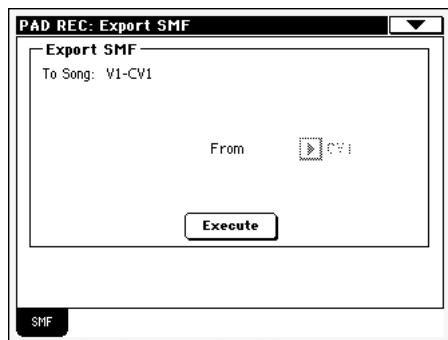 PAD REC: Export SMF
Export SMF
To Song: V1-CV1
From CV1
Execute
SMF